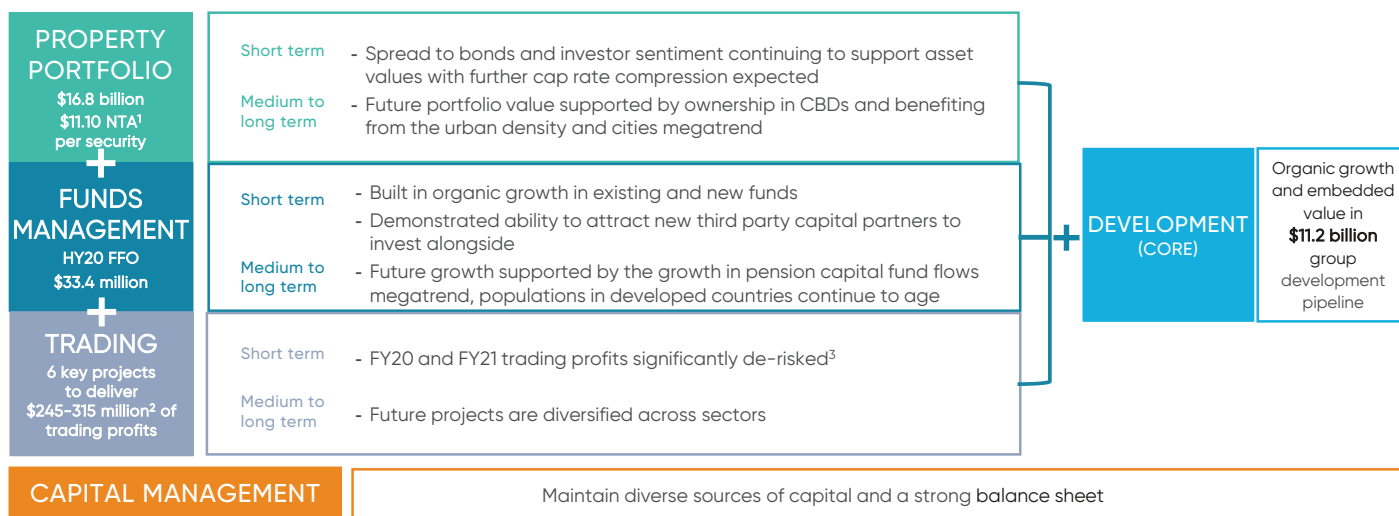 PROPERTY
PORTFOLIO
$16.8 billion
$11.10 NTA¹
per security
+
Short term
- Spread to bonds and investor sentiment continuing to support asset
values with further cap rate compression expected
Medium to
long term
- Future portfolio value supported by ownership in CBDs and benefiting
from the urban density and cities megatrend
FUNDS
MANAGEMENT
HY20 FFO
$33.4 million
+
Short term
- Built in organic growth in existing and new funds
- Demonstrated ability to attract new third party capital partners to
invest alongside
Medium to
long term
- Future growth supported by the growth in pension capital fund flows
megatrend, populations in developed countries continue to age
TRADING
6 key projects
to deliver
$245-315 million² of
trading profits
Short term
- FY20 and FY21 trading profits significantly de-risked³
Medium to
long term
- Future projects are diversified across sectors
+
DEVELOPMENT
(CORE)
Organic growth
and embedded
value in
$11.2 billion
group
development
pipeline
CAPITAL MANAGEMENT
Maintain diverse sources of capital and a strong balance sheet